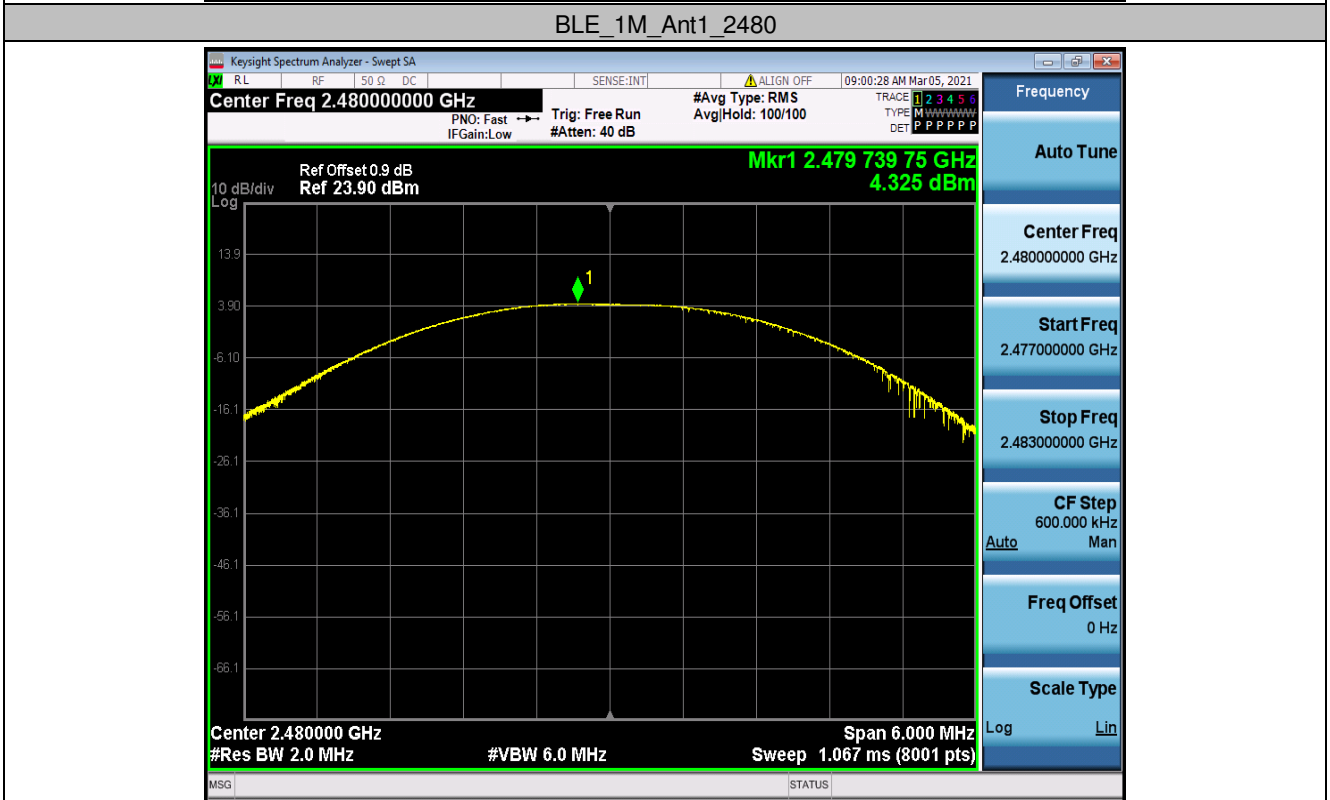 BLE_1M_Ant1_2480
Keysight Spectrum Analyzer - Swept SA
LXI RL RF 50 Ω DC SENSE:INT ALIGN OFF 09:00:28 AM Mar 05, 2021
Center Freq 2.480000000 GHz
PNO: Fast
IFGain:Low
Trig: Free Run
#Atten: 40 dB
#Avg Type: RMS
Avg|Hold: 100/100
TRACE 1 2 3 4 5 6
TYPE M W W W W W
DET P P P P P P
Mkr1 2.479 739 75 GHz
4.325 dBm
Ref Offset 0.9 dB
10 dB/div Ref 23.90 dBm
Log
1
13.9
3.90
-6.10
-16.1
-26.1
-36.1
-46.1
-56.1
-66.1
Center 2.480000 GHz Span 6.000 MHz
#Res BW 2.0 MHz #VBW 6.0 MHz Sweep 1.067 ms (8001 pts)
MSG STATUS
Frequency
Auto Tune
Center Freq
2.480000000 GHz
Start Freq
2.477000000 GHz
Stop Freq
2.483000000 GHz
CF Step
600.000 kHz
Auto Man
Freq Offset
0 Hz
Scale Type
Log Lin